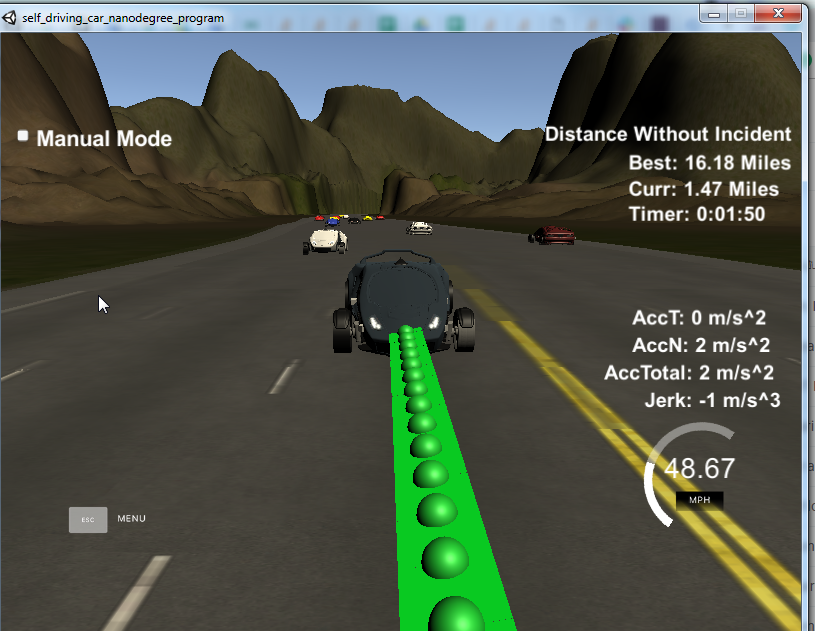 self_driving_car_nanodegree_program
Manual Mode
Distance Without Incident
Best: 16.18 Miles
Curr: 1.47 Miles
Timer: 0:01:50
AccT: 0 m/s^2
AccN: 2 m/s^2
AccTotal: 2 m/s^2
Jerk: -1 m/s^3
48.67
MPH
ESC MENU